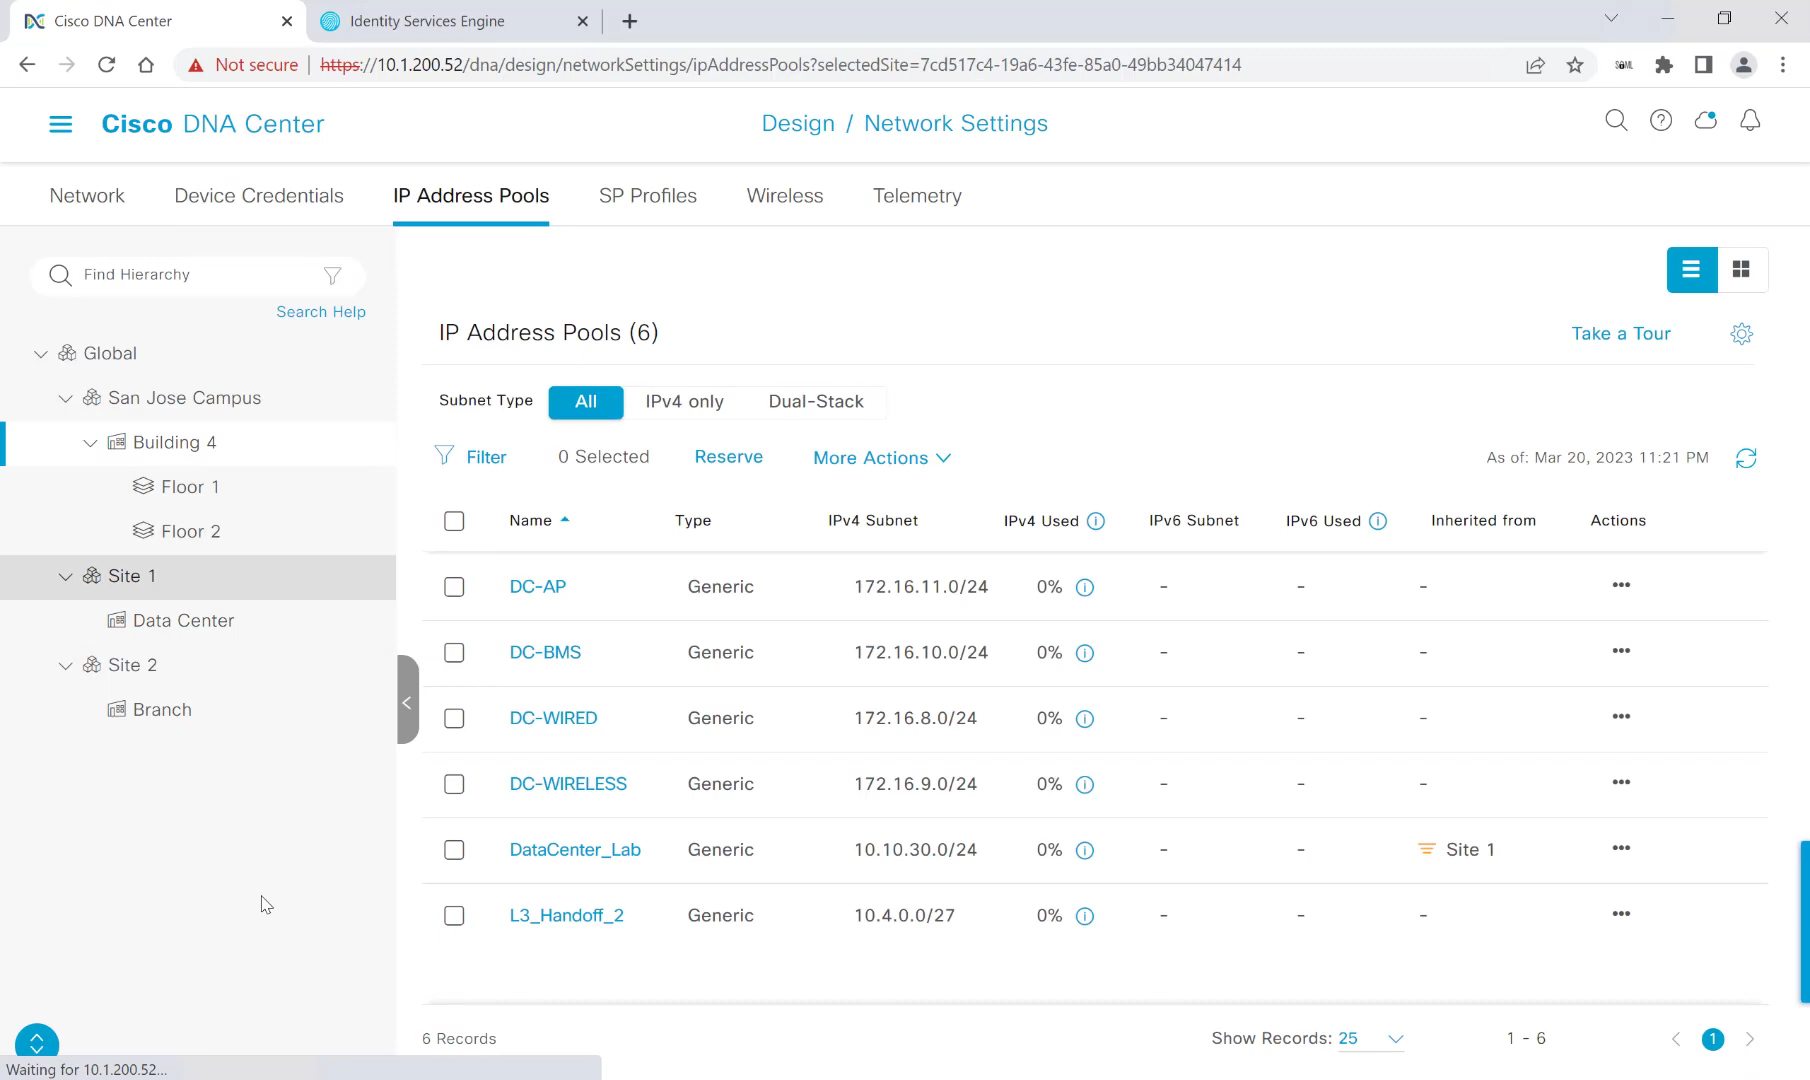 Cisco DNA Center
Identity Services Engine
Not secure | https://10.1.200.52/dna/design/networkSettings/ipAddressPools?selectedSite=7cd517c4-19a6-43fe-85a0-49bb34047414
Cisco DNA Center
Design / Network Settings
Network Device Credentials IP Address Pools SP Profiles Wireless Telemetry
Find Hierarchy
Search Help
Global
San Jose Campus
Building 4
Floor 1
Floor 2
Site 1
Data Center
Site 2
Branch
IP Address Pools (6)
Take a Tour
Subnet Type All IPv4 only Dual-Stack
Filter 0 Selected Reserve More Actions As of: Mar 20, 2023 11:21 PM
Name Type IPv4 Subnet IPv4 Used IPv6 Subnet IPv6 Used Inherited from Actions
DC-AP Generic 172.16.11.0/24 0% - - -
DC-BMS Generic 172.16.10.0/24 0% - - -
DC-WIRED Generic 172.16.8.0/24 0% - - -
DC-WIRELESS Generic 172.16.9.0/24 0% - - -
DataCenter_Lab Generic 10.10.30.0/24 0% - - Site 1
L3_Handoff_2 Generic 10.4.0.0/27 0% - - -
6 Records Show Records: 25 1 - 6 1
Waiting for 10.1.200.52...